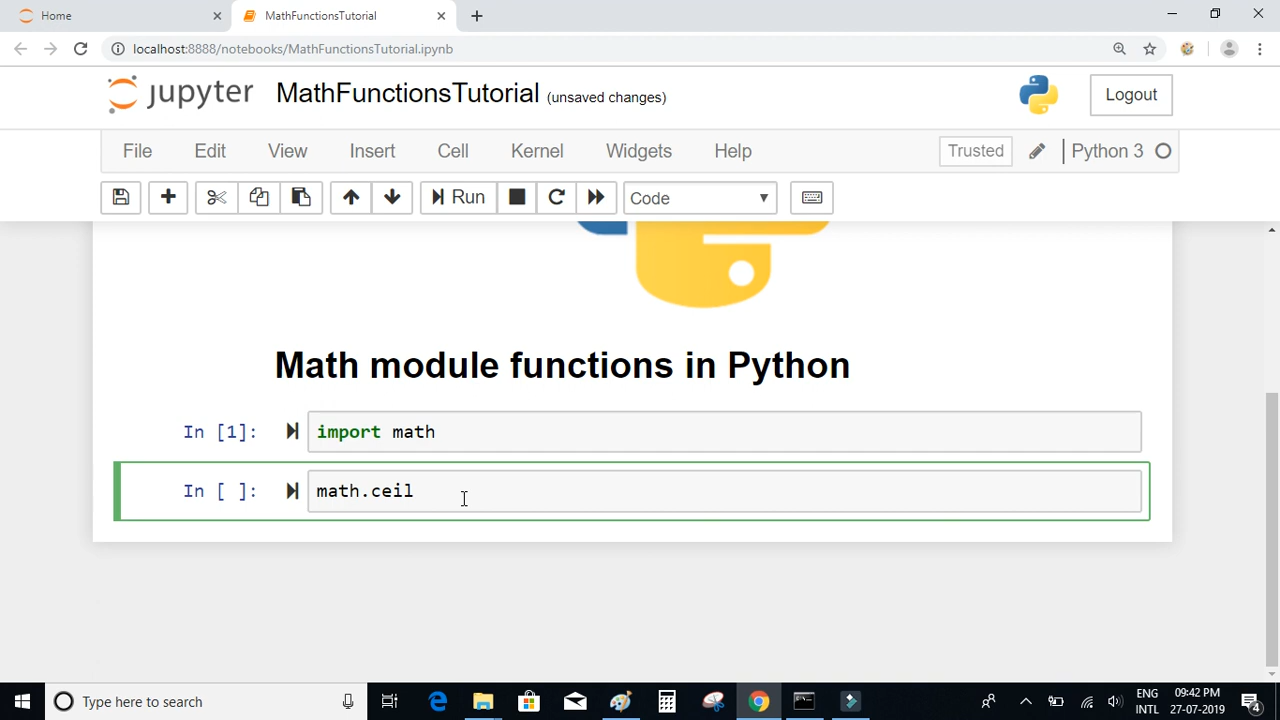 Home
MathFunctionsTutorial
localhost:8888/notebooks/MathFunctionsTutorial.ipynb
jupyter MathFunctionsTutorial (unsaved changes) Logout
File Edit View Insert Cell Kernel Widgets Help Trusted Python 3
Run Code
Math module functions in Python
In [1]: import math
In [ ]: math.ceil
Type here to search
ENG 09:42 PM
INTL 27-07-2019 4